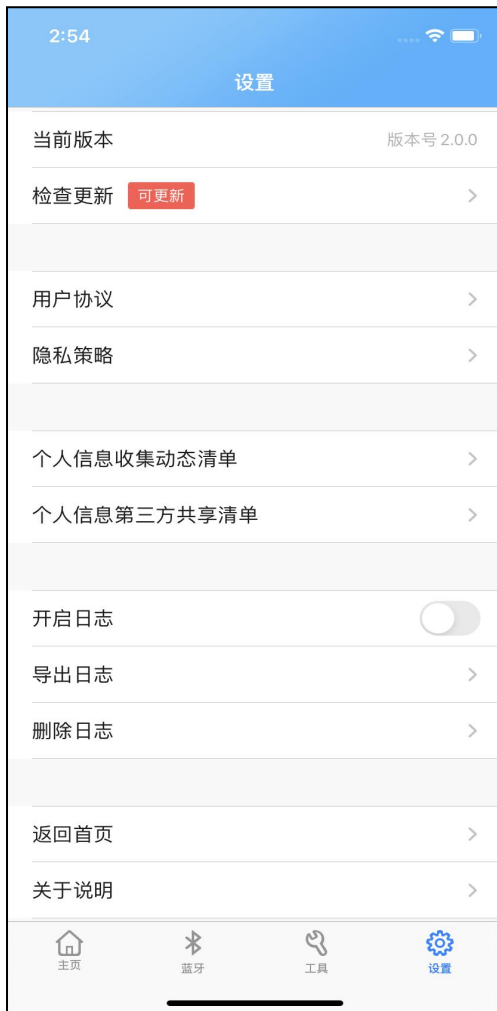 2:54
设置
当前版本 版本号2.0.0
检查更新 可更新
用户协议
隐私策略
个人信息收集动态清单
个人信息第三方共享清单
开启日志
导出日志
删除日志
返回首页
关于说明
主页 蓝牙 工具 设置